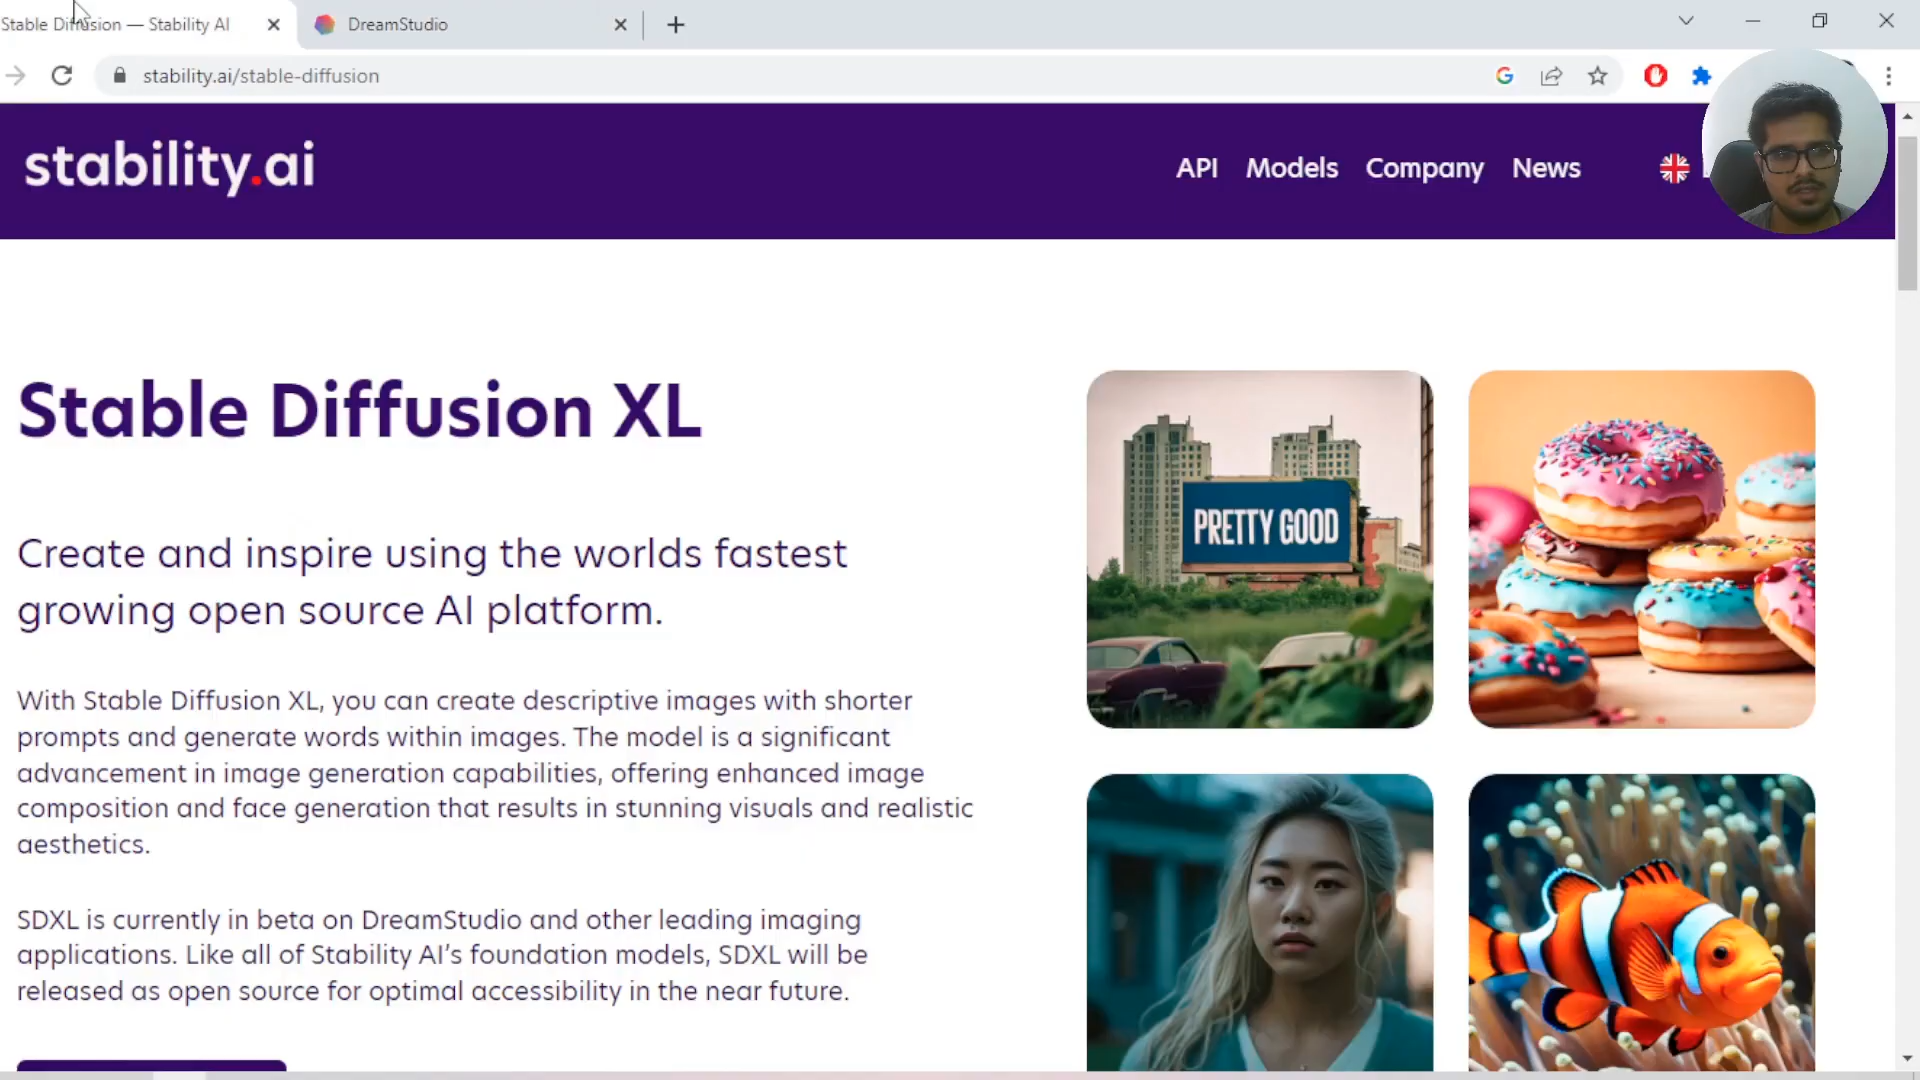 Stable Diffusion — Stability AI
DreamStudio
stability.ai/stable-diffusion
stability.ai
API Models Company News
Stable Diffusion XL
Create and inspire using the worlds fastest
growing open source AI platform.
With Stable Diffusion XL, you can create descriptive images with shorter
prompts and generate words within images. The model is a significant
advancement in image generation capabilities, offering enhanced image
composition and face generation that results in stunning visuals and realistic
aesthetics.
SDXL is currently in beta on DreamStudio and other leading imaging
applications. Like all of Stability AI’s foundation models, SDXL will be
released as open source for optimal accessibility in the near future.
PRETTY GOOD